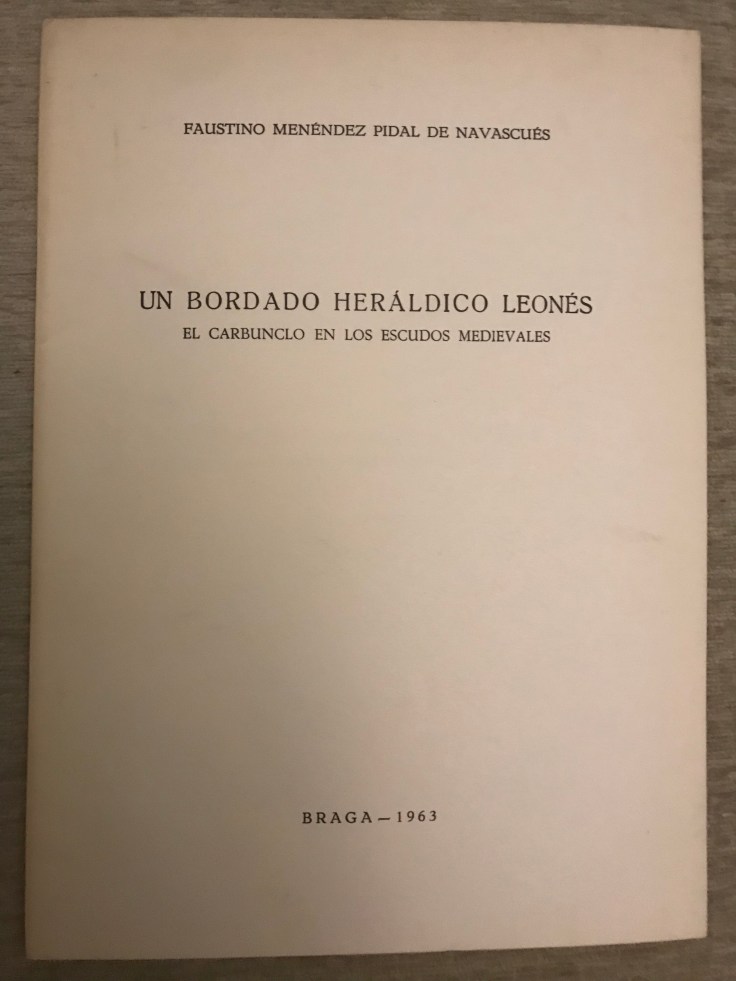 FAUSTINO MENÉNDEZ PIDAL DE NAVASCUÉS
UN BORDADO HERÁLDICO LEONÉS
EL CARBUNCLO EN LOS ESCUDOS MEDIEVALES
BRAGA — 1963